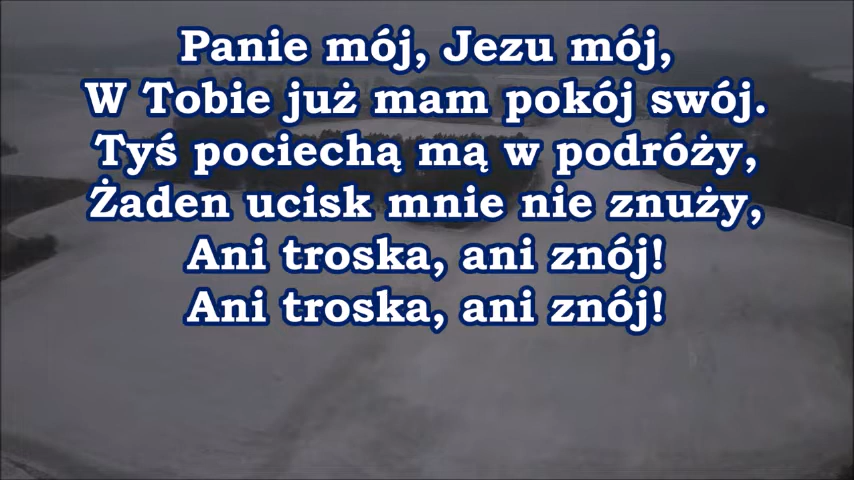 Panie mój, Jezu mój,
W Tobie już mam pokój swój.
Tyś pociechą mą w podróży,
Żaden ucisk mnie nie znuży,
Ani troska, ani znój!
Ani troska, ani znój!